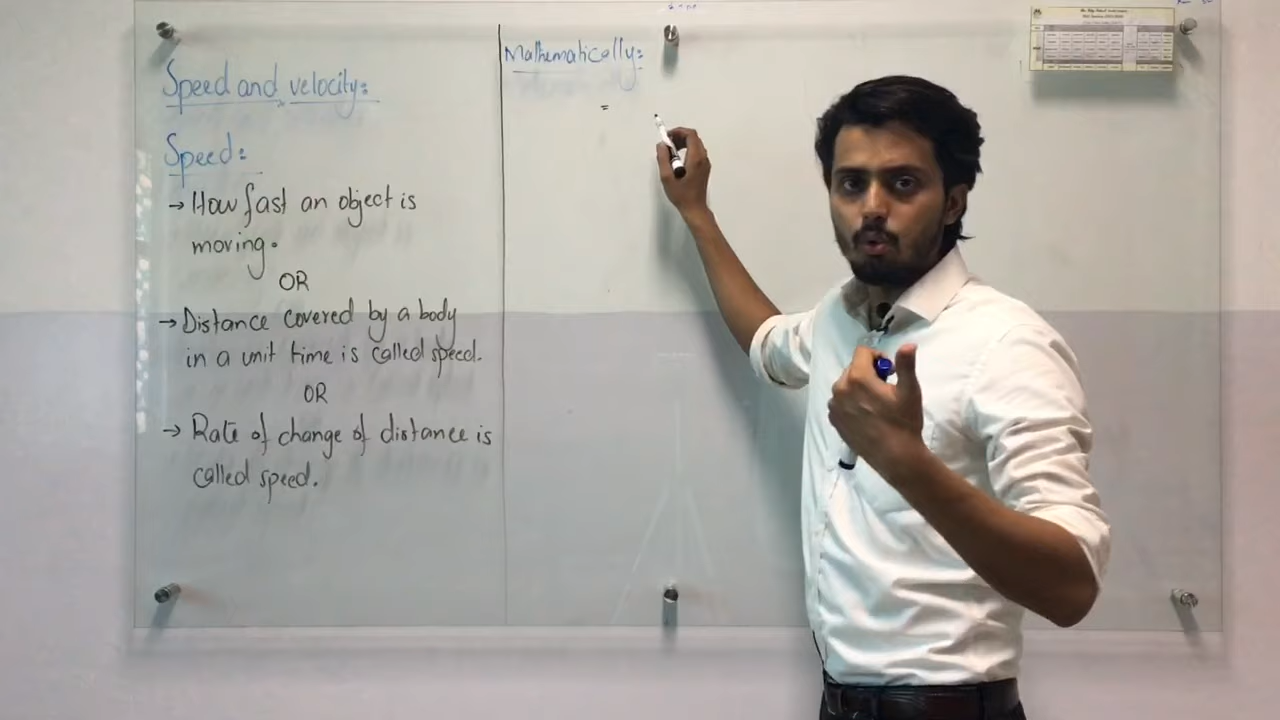 Speed and velocity:
Speed:
→ How fast an object is
moving.
OR
→ Distance covered by a body
in a unit time is called speed.
OR
→ Rate of change of distance is
called speed.
Mathematically:
=